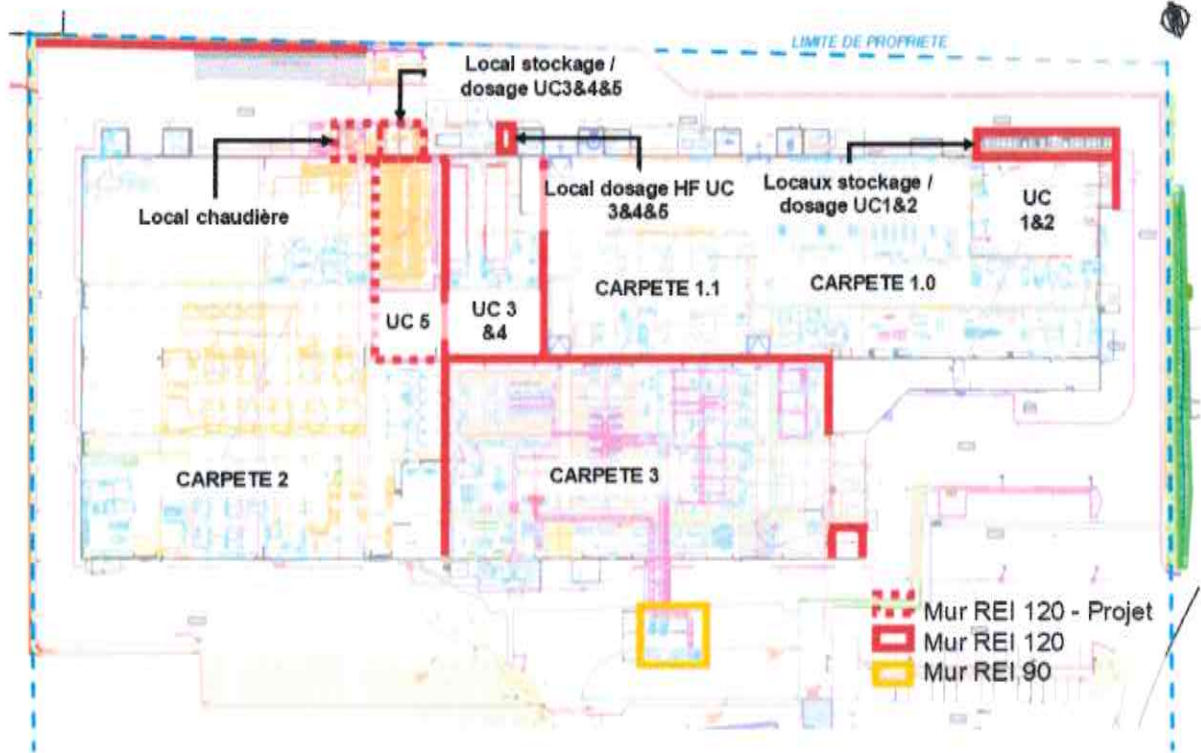 LIMITE DE PROPRIETE
Local stockage /
dosage UC3&4&5
Local chaudière
Local dosage HF UC
3&4&5
Locaux stockage /
dosage UC1&2
UC
1&2
CARPETE 1.1
CARPETE 1.0
UC 5
UC 3
&4
CARPETE 2
CARPETE 3
Mur REI 120 - Projet
Mur REI 120
Mur REI 90